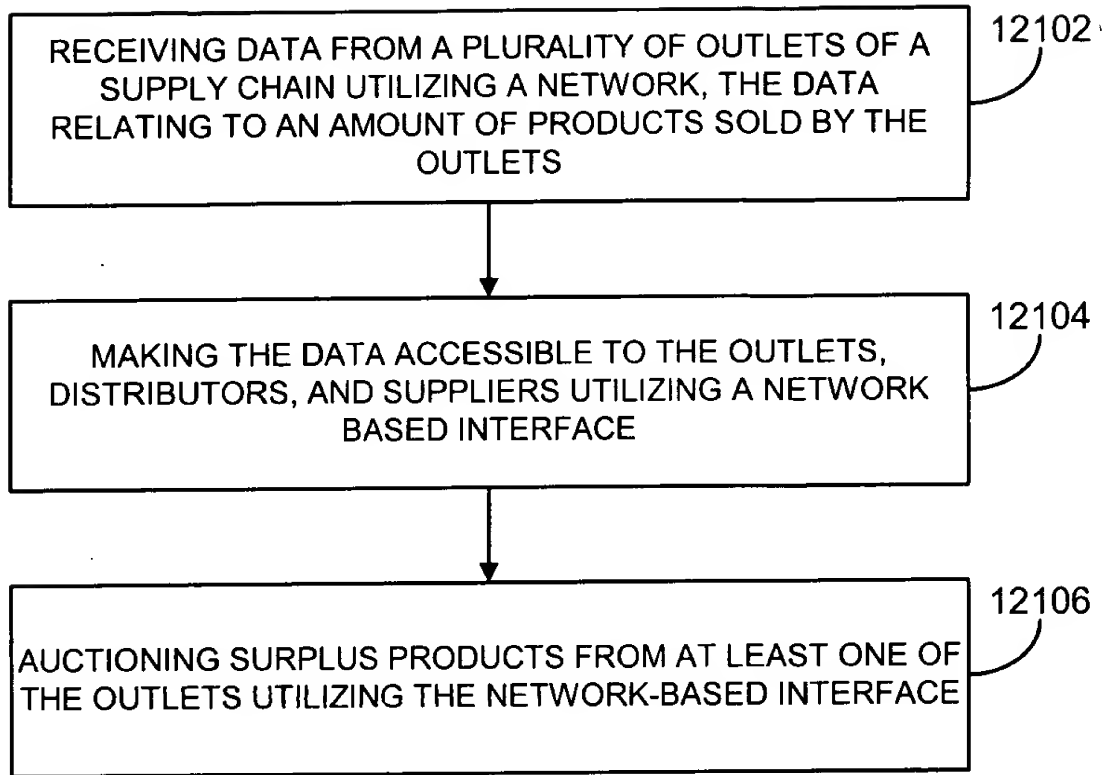 12102
RECEIVING DATA FROM A PLURALITY OF OUTLETS OF A
SUPPLY CHAIN UTILIZING A NETWORK, THE DATA
RELATING TO AN AMOUNT OF PRODUCTS SOLD BY THE
OUTLETS
12104
MAKING THE DATA ACCESSIBLE TO THE OUTLETS,
DISTRIBUTORS, AND SUPPLIERS UTILIZING A NETWORK
BASED INTERFACE
12106
AUCTIONING SURPLUS PRODUCTS FROM AT LEAST ONE OF
THE OUTLETS UTILIZING THE NETWORK-BASED INTERFACE